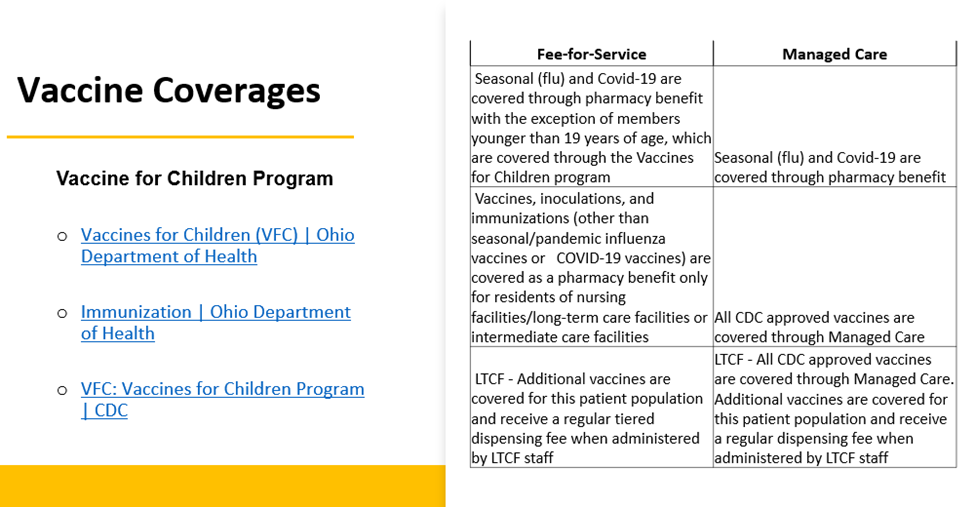 Vaccine Coverages
Vaccine for Children Program
o Vaccines for Children (VFC) | Ohio
Department of Health
o Immunization | Ohio Department
of Health
o VFC: Vaccines for Children Program
| CDC
Fee-for-Service
Managed Care
Seasonal (flu) and Covid-19 are
covered through pharmacy benefit
with the exception of members
younger than 19 years of age, which
are covered through the Vaccines
for Children program
Seasonal (flu) and Covid-19 are
covered through pharmacy benefit
Vaccines, inoculations, and
immunizations (other than
seasonal/pandemic influenza
vaccines or COVID-19 vaccines) are
covered as a pharmacy benefit only
for residents of nursing
facilities/long-term care facilities or
intermediate care facilities
All CDC approved vaccines are
covered through Managed Care
LTCF - Additional vaccines are
covered for this patient population
and receive a regular tiered
dispensing fee when administered
by LTCF staff
LTCF - All CDC approved vaccines
are covered through Managed Care.
Additional vaccines are covered for
this patient population and receive
a regular dispensing fee when
administered by LTCF staff